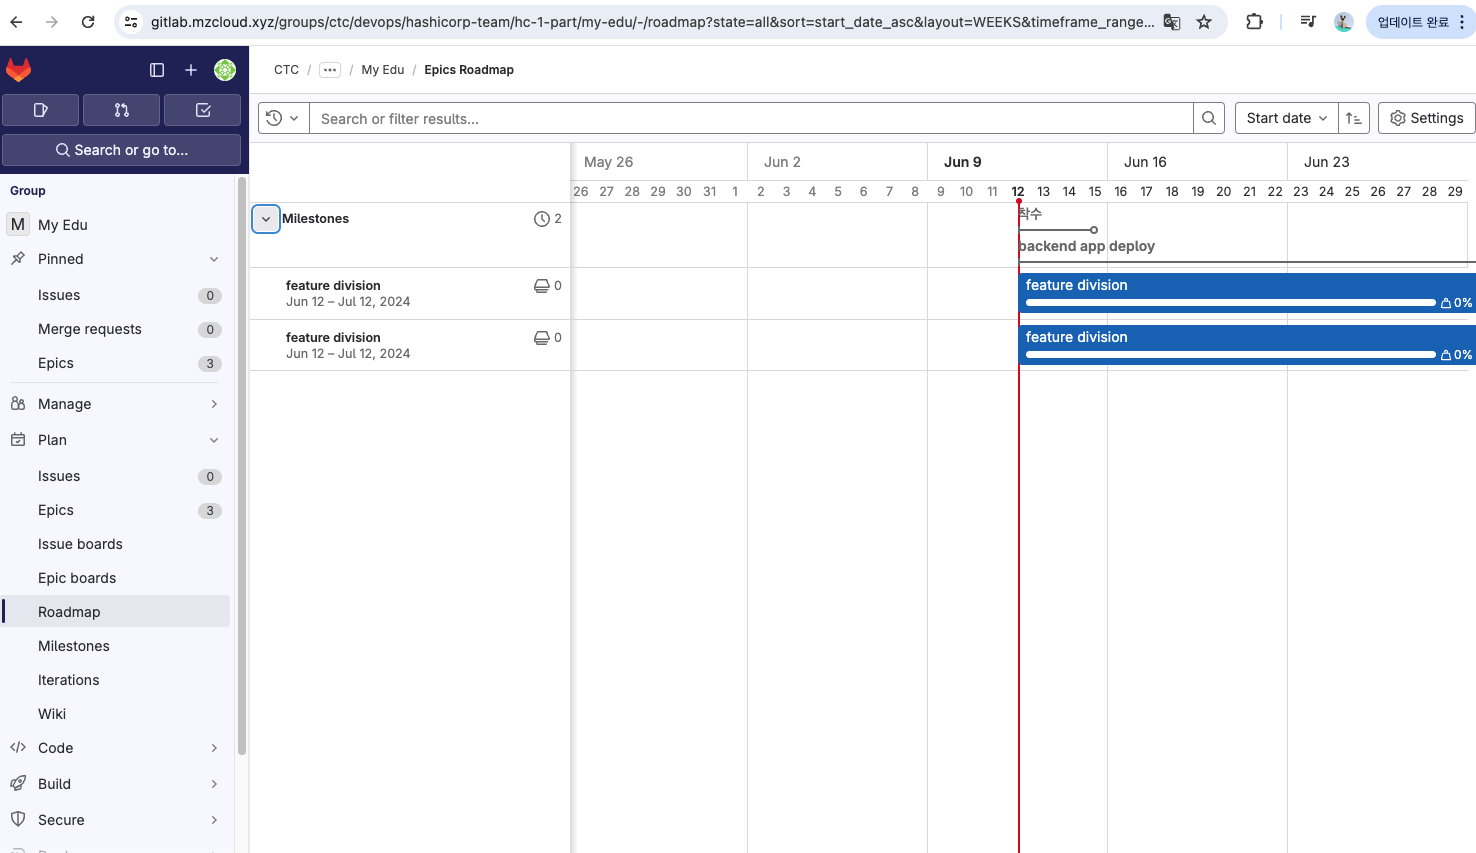 gitlab.mzcloud.xyz/groups/ctc/devops/hashicorp-team/hc-1-part/my-edu/-/roadmap?state=all&sort=start_date_asc&layout=WEEKS&timeframe_range...
업데이트 완료
CTC / ... / My Edu / Epics Roadmap
Search or go to...
Search or filter results...
Start date
Settings
Group
M My Edu
Pinned
Issues 0
Merge requests 0
Epics 3
Manage
Plan
Issues 0
Epics 3
Issue boards
Epic boards
Roadmap
Milestones
Iterations
Wiki
Code
Build
Secure
May 26 Jun 2 Jun 9 Jun 16 Jun 23
26 27 28 29 30 31 1 2 3 4 5 6 7 8 9 10 11 12 13 14 15 16 17 18 19 20 21 22 23 24 25 26 27 28 29
Milestones 2
착수
backend app deploy
feature division 0
Jun 12 – Jul 12, 2024
feature division
0%
feature division 0
Jun 12 – Jul 12, 2024
feature division
0%